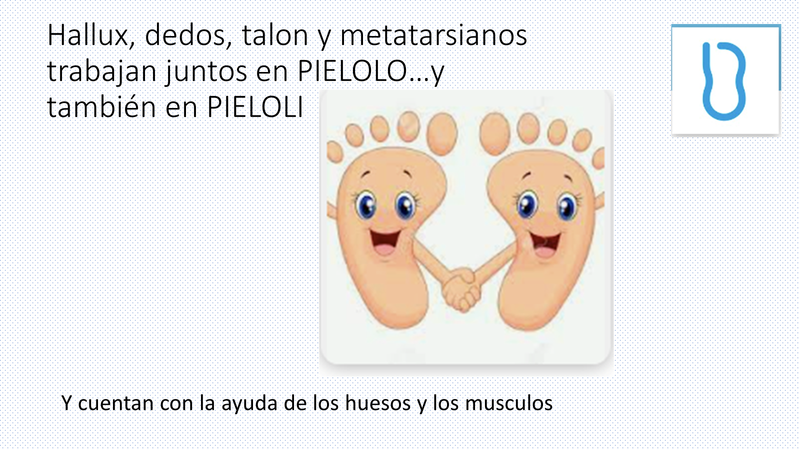 Hallux, dedos, talon y metatarsianos
trabajan juntos en PIELOLO...y
también en PIELOLI
Y cuentan con la ayuda de los huesos y los musculos